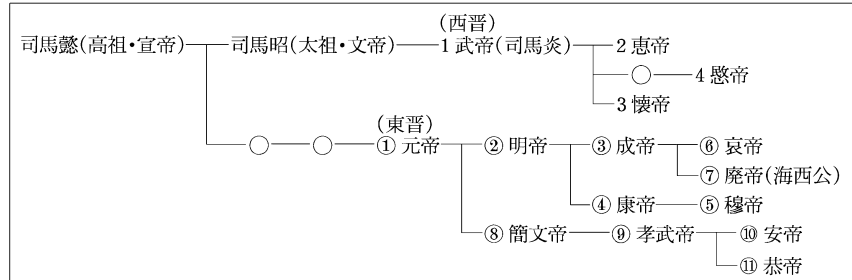 (西晋)
司馬懿(高祖・宣帝) 司馬昭(太祖・文帝) 1 武帝(司馬炎) 2 恵帝
4 愍帝
3 懐帝
(東晋)
① 元帝 ② 明帝 ③ 成帝 ⑥ 哀帝
⑦ 廃帝(海西公)
④ 康帝 ⑤ 穆帝
⑧ 簡文帝 ⑨ 孝武帝 ⑩ 安帝
⑪ 恭帝